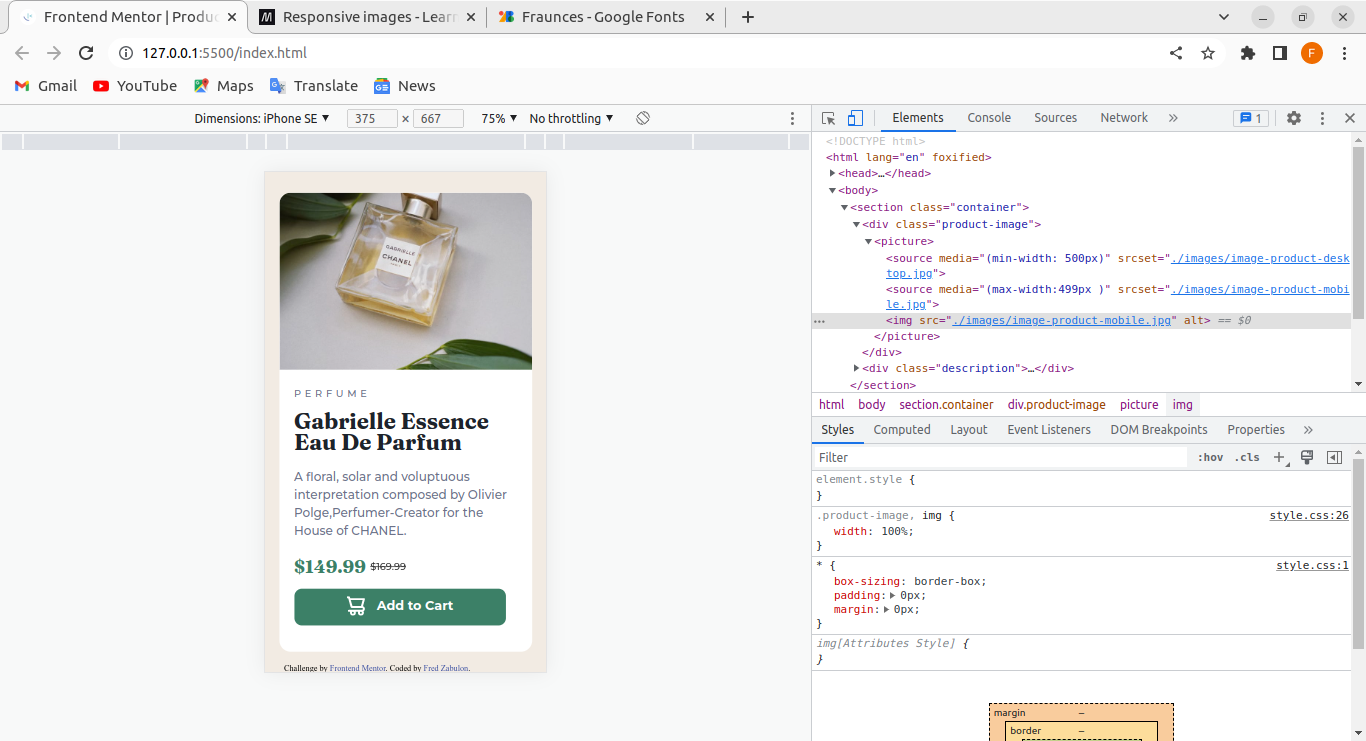 Frontend Mentor | Produc
Responsive images - Learn
Fraunces - Google Fonts
127.0.0.1:5500/index.html
F
Gmail
YouTube
Maps
Translate
News
Dimensions: iPhone SE
375
×
667
75%
No throttling
Elements
Console
Sources
Network
»
1
GABRIELLE
CHANEL
PERFUME
Gabrielle Essence
Eau De Parfum
A floral, solar and voluptuous
interpretation composed by Olivier
Polge,Perfumer-Creator for the
House of CHANEL.
$149.99 $169.99
Add to Cart
Challenge by Frontend Mentor. Coded by Fred Zabulon.
<!DOCTYPE html>
<html lang="en" foxified>
<head>…</head>
<body>
<section class="container">
<div class="product-image">
<picture>
<source media="(min-width: 500px)" srcset="./images/image-product-desk
top.jpg">
<source media="(max-width:499px )" srcset="./images/image-product-mobi
le.jpg">
<img src="./images/image-product-mobile.jpg" alt> == $0
</picture>
</div>
<div class="description">…</div>
</section>
html body section.container div.product-image picture img
Styles Computed Layout Event Listeners DOM Breakpoints Properties »
Filter :hov .cls +
element.style {
}
.product-image, img { style.css:26
width: 100%;
}
* { style.css:1
box-sizing: border-box;
padding: 0px;
margin: 0px;
}
img[Attributes Style] {
}
margin –
border –